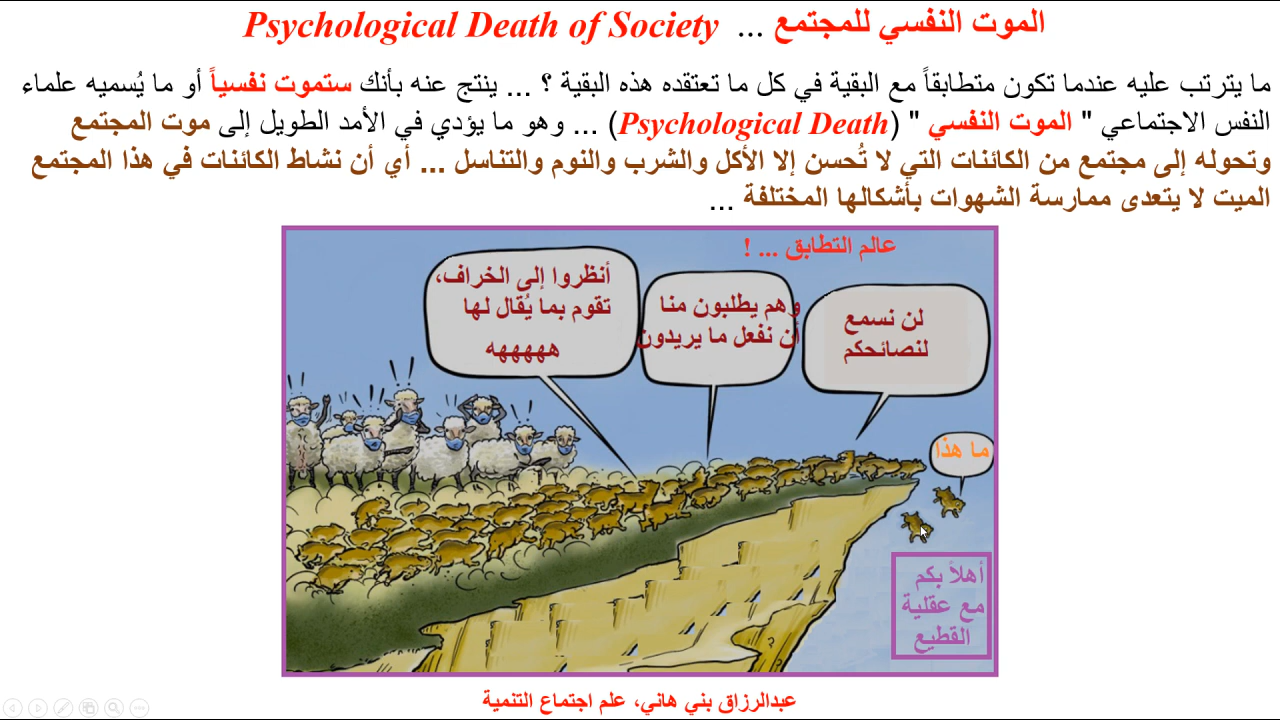 الموت النفسي للمجتمع ... Psychological Death of Society
ما يترتب عليه عندما تكون متطابقاً مع البقية في كل ما تعتقده هذه البقية ؟ ... ينتج عنه بأنك ستموت نفسياً أو ما يُسميه علماء
النفس الاجتماعي " الموت النفسي " (Psychological Death) ... وهو ما يؤدي في الأمد الطويل إلى موت المجتمع
وتحوله إلى مجتمع من الكائنات التي لا تُحسن إلا الأكل والشرب والنوم والتناسل ... أي أن نشاط الكائنات في هذا المجتمع
الميت لا يتعدى ممارسة الشهوات بأشكالها المختلفة ...
عالم التطابق ... !
لن نسمع
لنصائحكم
وهم يطلبون منا
أن نفعل ما يريدون
أنظروا إلى الخراف،
تقوم بما يُقال لها
هههههه
ما هذا
أهلاً بكم
مع عقلية
القطيع
عبدالرزاق بني هاني، علم اجتماع التنمية